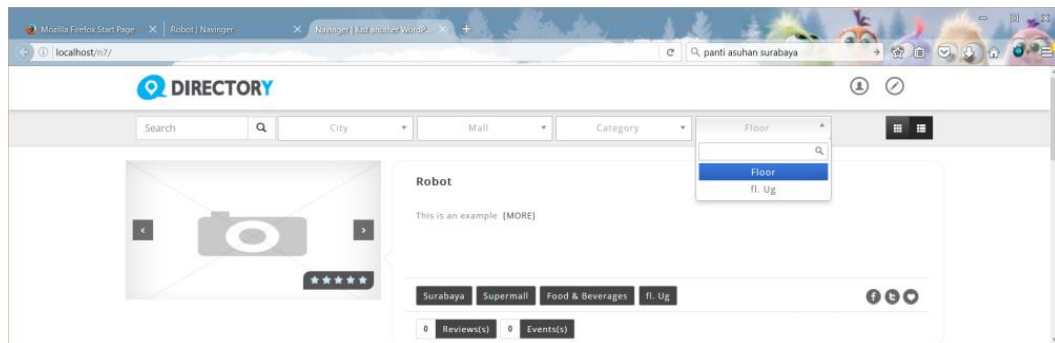 Mozilla Firefox Start Page
Robot | Navinger
Navinger | Just another WordP...
localhost/n7/
panti asuhan surabaya
DIRECTORY
Search
City
Mall
Category
Floor
Floor
fl. Ug
Robot
This is an example [MORE]
Surabaya Supermall Food & Beverages fl. Ug
0 Reviews(s) 0 Events(s)